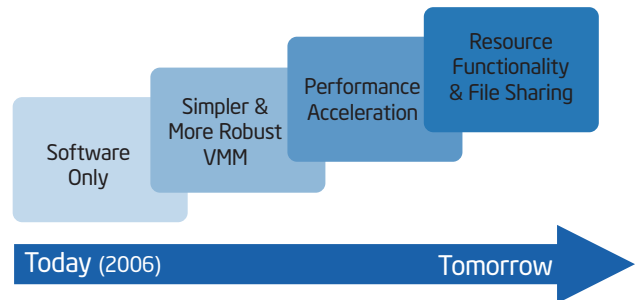 Software
Only
Simpler &
More Robust
VMM
Performance
Acceleration
Resource
Functionality
& File Sharing
Today (2006)
Tomorrow